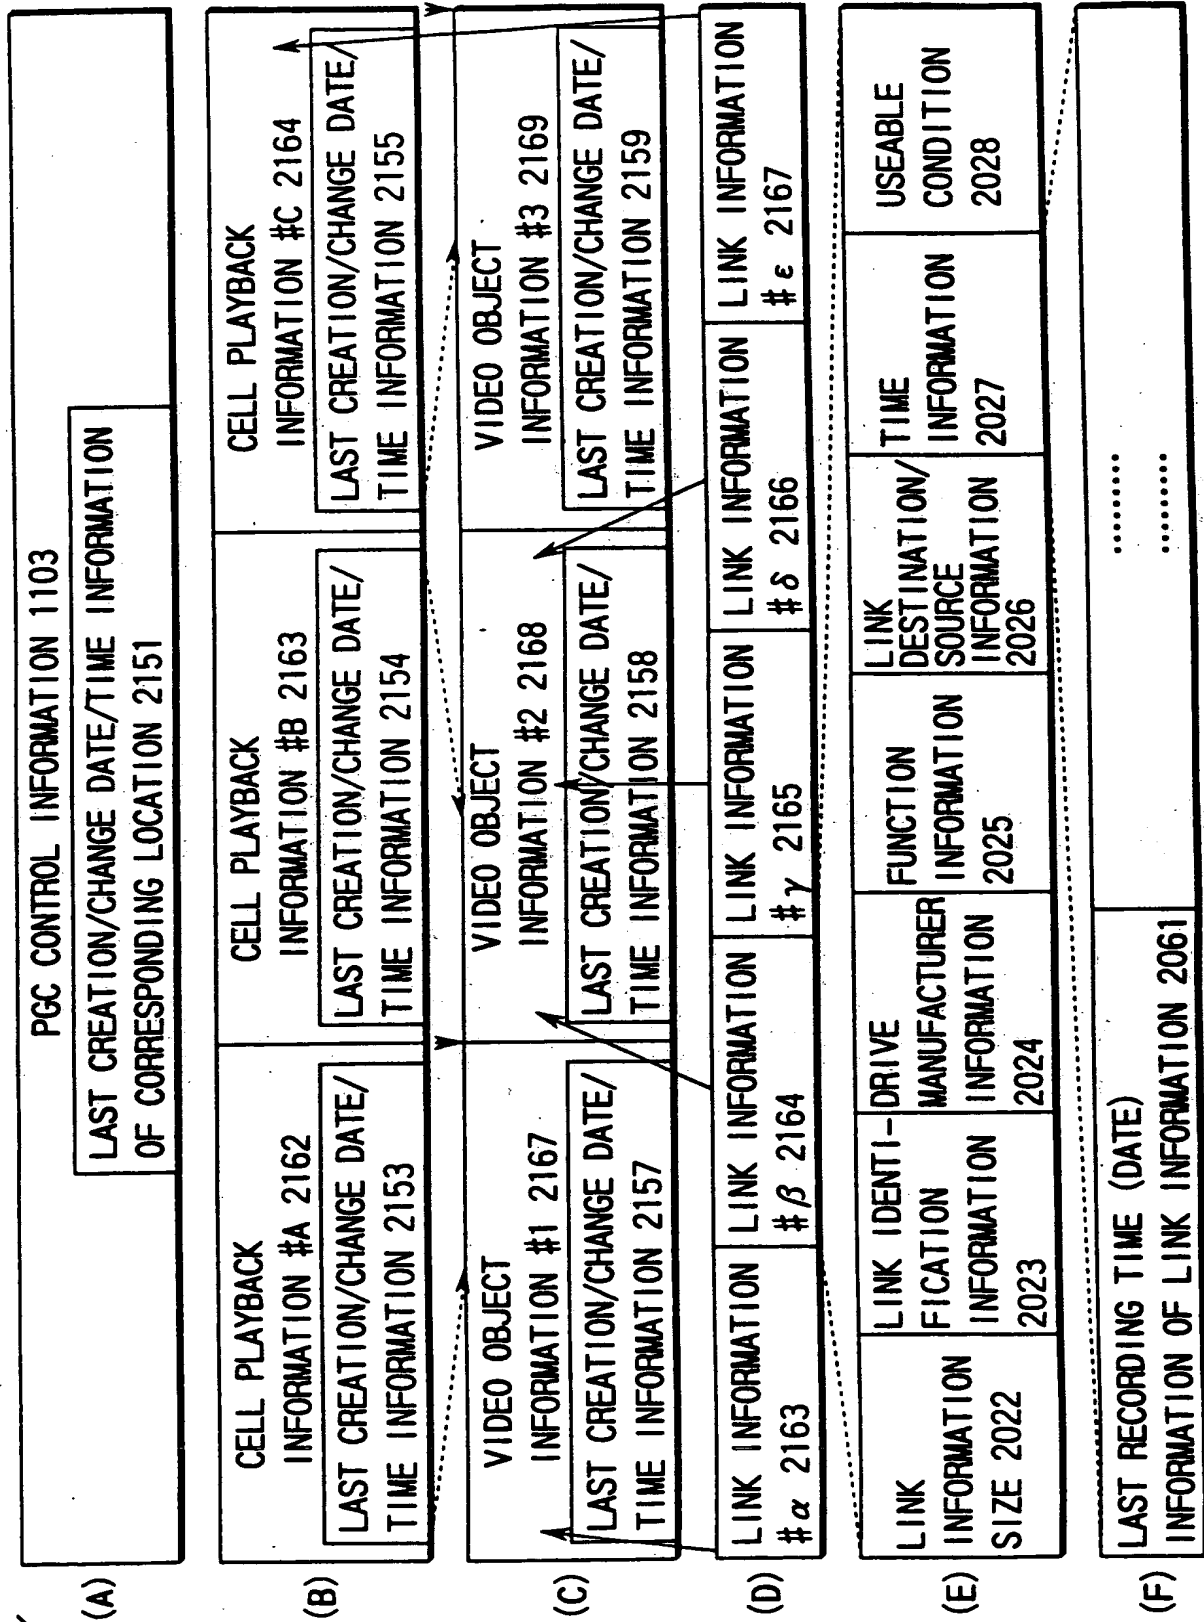 (A)
PGC CONTROL INFORMATION 1103
LAST CREATION/CHANGE DATE/TIME INFORMATION
OF CORRESPONDING LOCATION 2151
(B)
CELL PLAYBACK
INFORMATION #A 2162
LAST CREATION/CHANGE DATE/
TIME INFORMATION 2153
CELL PLAYBACK
INFORMATION #B 2163
LAST CREATION/CHANGE DATE/
TIME INFORMATION 2154
CELL PLAYBACK
INFORMATION #C 2164
LAST CREATION/CHANGE DATE/
TIME INFORMATION 2155
(C)
VIDEO OBJECT
INFORMATION #1 2167
LAST CREATION/CHANGE DATE/
TIME INFORMATION 2157
VIDEO OBJECT
INFORMATION #2 2168
LAST CREATION/CHANGE DATE/
TIME INFORMATION 2158
VIDEO OBJECT
INFORMATION #3 2169
LAST CREATION/CHANGE DATE/
TIME INFORMATION 2159
(D)
LINK INFORMATION
#α 2163
LINK INFORMATION
#β 2164
LINK INFORMATION
#γ 2165
LINK INFORMATION
#δ 2166
LINK INFORMATION
#ε 2167
(E)
LINK
INFORMATION
SIZE 2022
LINK IDENTI-
FICATION
INFORMATION
2023
DRIVE
MANUFACTURER
INFORMATION
2024
FUNCTION
INFORMATION
2025
LINK
DESTINATION/
SOURCE
INFORMATION
2026
TIME
INFORMATION
2027
USEABLE
CONDITION
2028
(F)
LAST RECORDING TIME (DATE)
INFORMATION OF LINK INFORMATION 2061
........
........